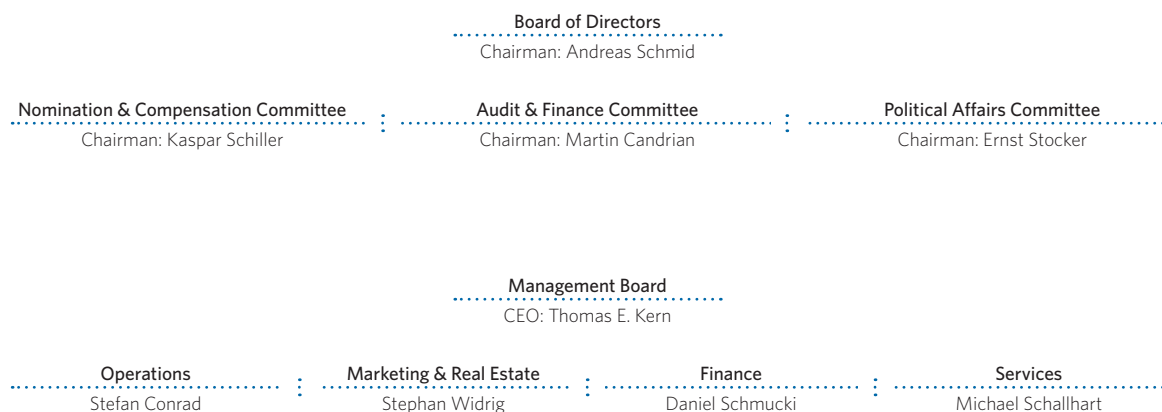 Board of Directors
Chairman: Andreas Schmid
Nomination & Compensation Committee
Chairman: Kaspar Schiller
Audit & Finance Committee
Chairman: Martin Candrian
Political Affairs Committee
Chairman: Ernst Stocker
Management Board
CEO: Thomas E. Kern
Operations
Stefan Conrad
Marketing & Real Estate
Stephan Widrig
Finance
Daniel Schmucki
Services
Michael Schallhart